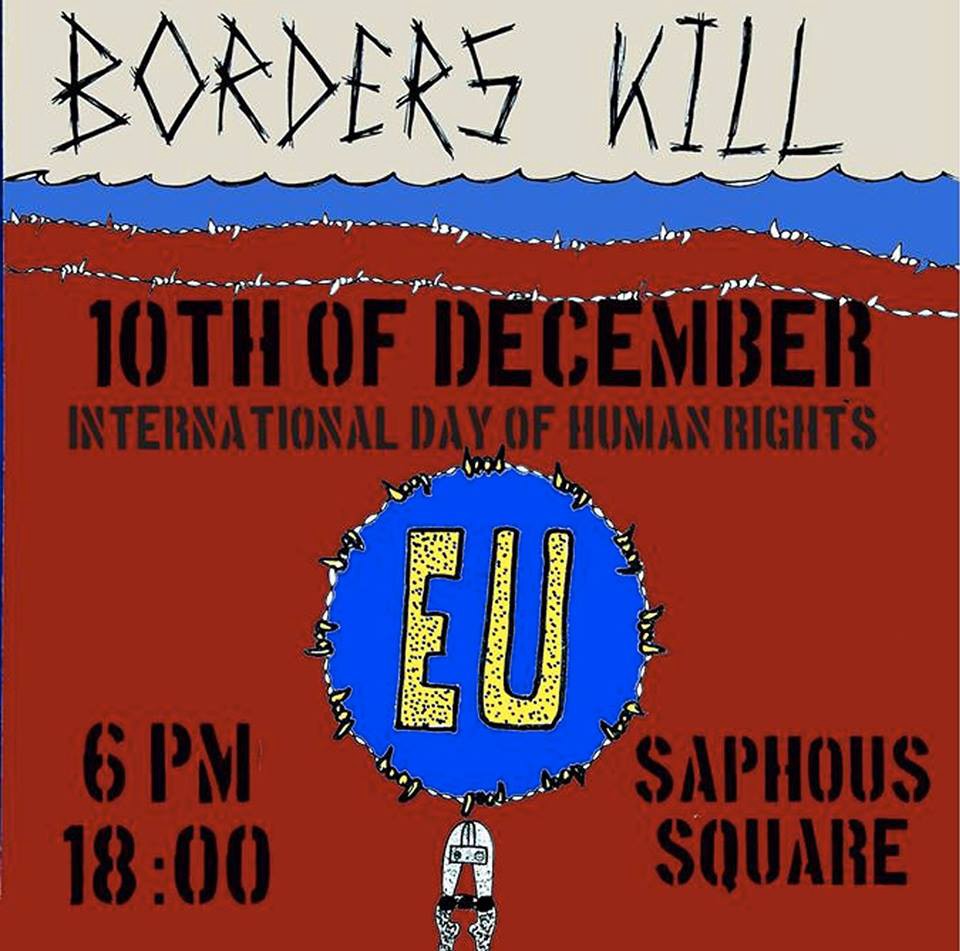 BORDERS KILL
10TH OF DECEMBER
INTERNATIONAL DAY OF HUMAN RIGHTS
EU
6 PM
18:00
SAPHOUS
SQUARE